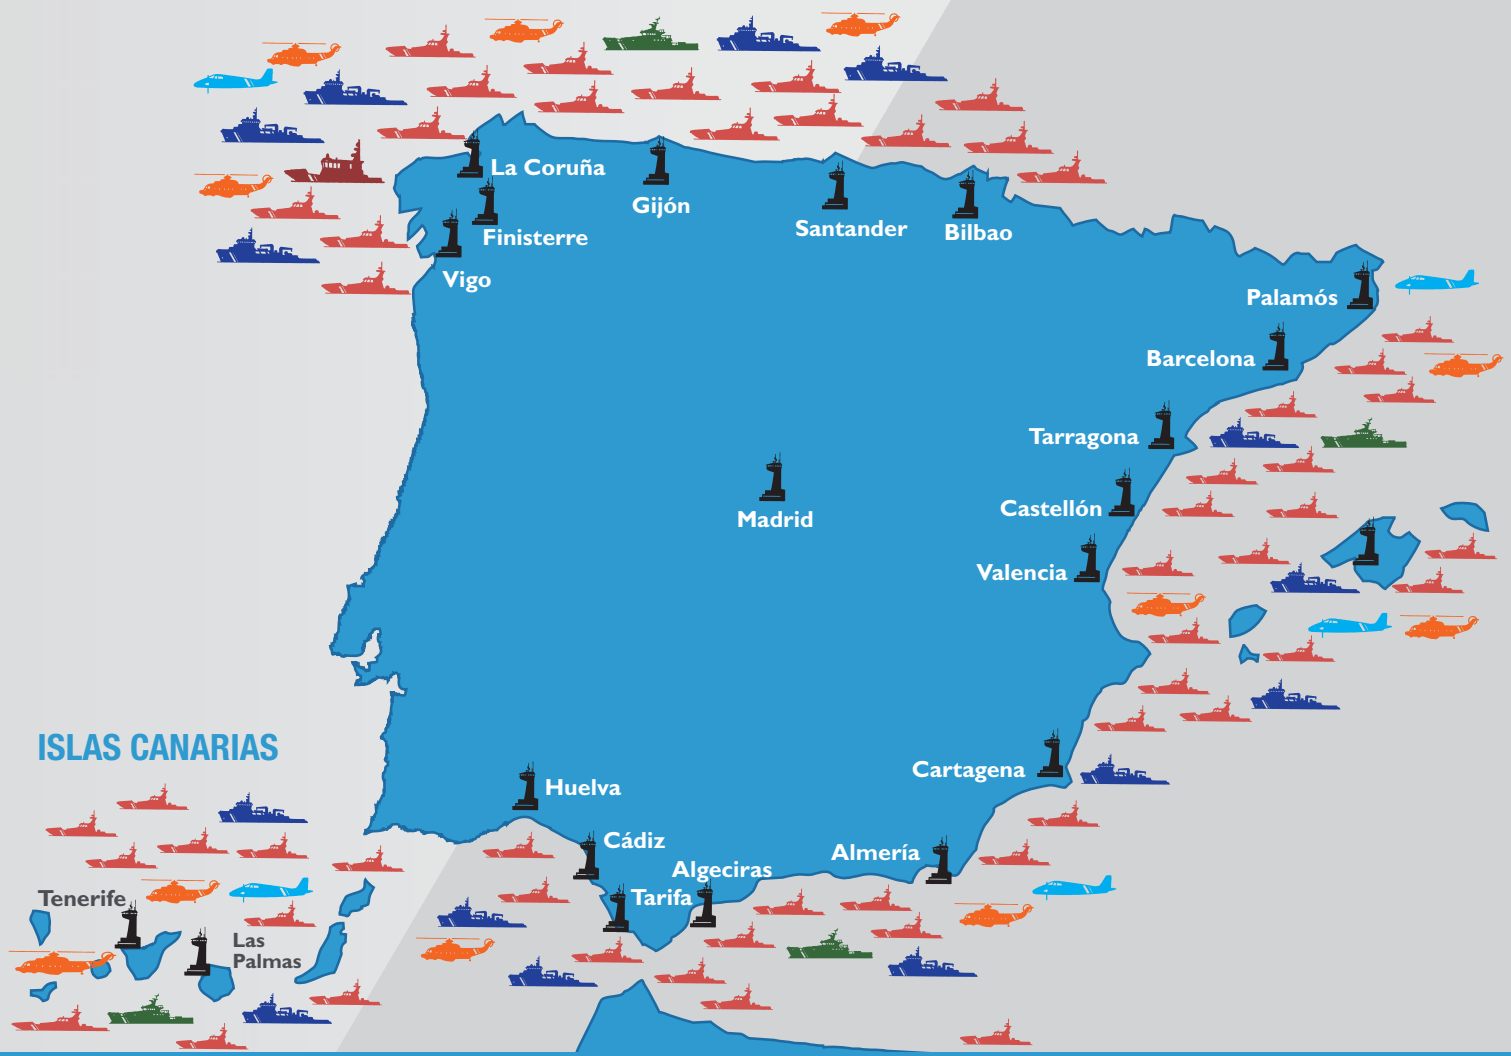 La Coruña
Gijón
Finisterre
Santander
Bilbao
Vigo
Palamós
Barcelona
Tarragona
Castellón
Madrid
Valencia
ISLAS CANARIAS
Cartagena
Huelva
Cádiz
Almería
Algeciras
Tarifa
Tenerife
Las
Palmas